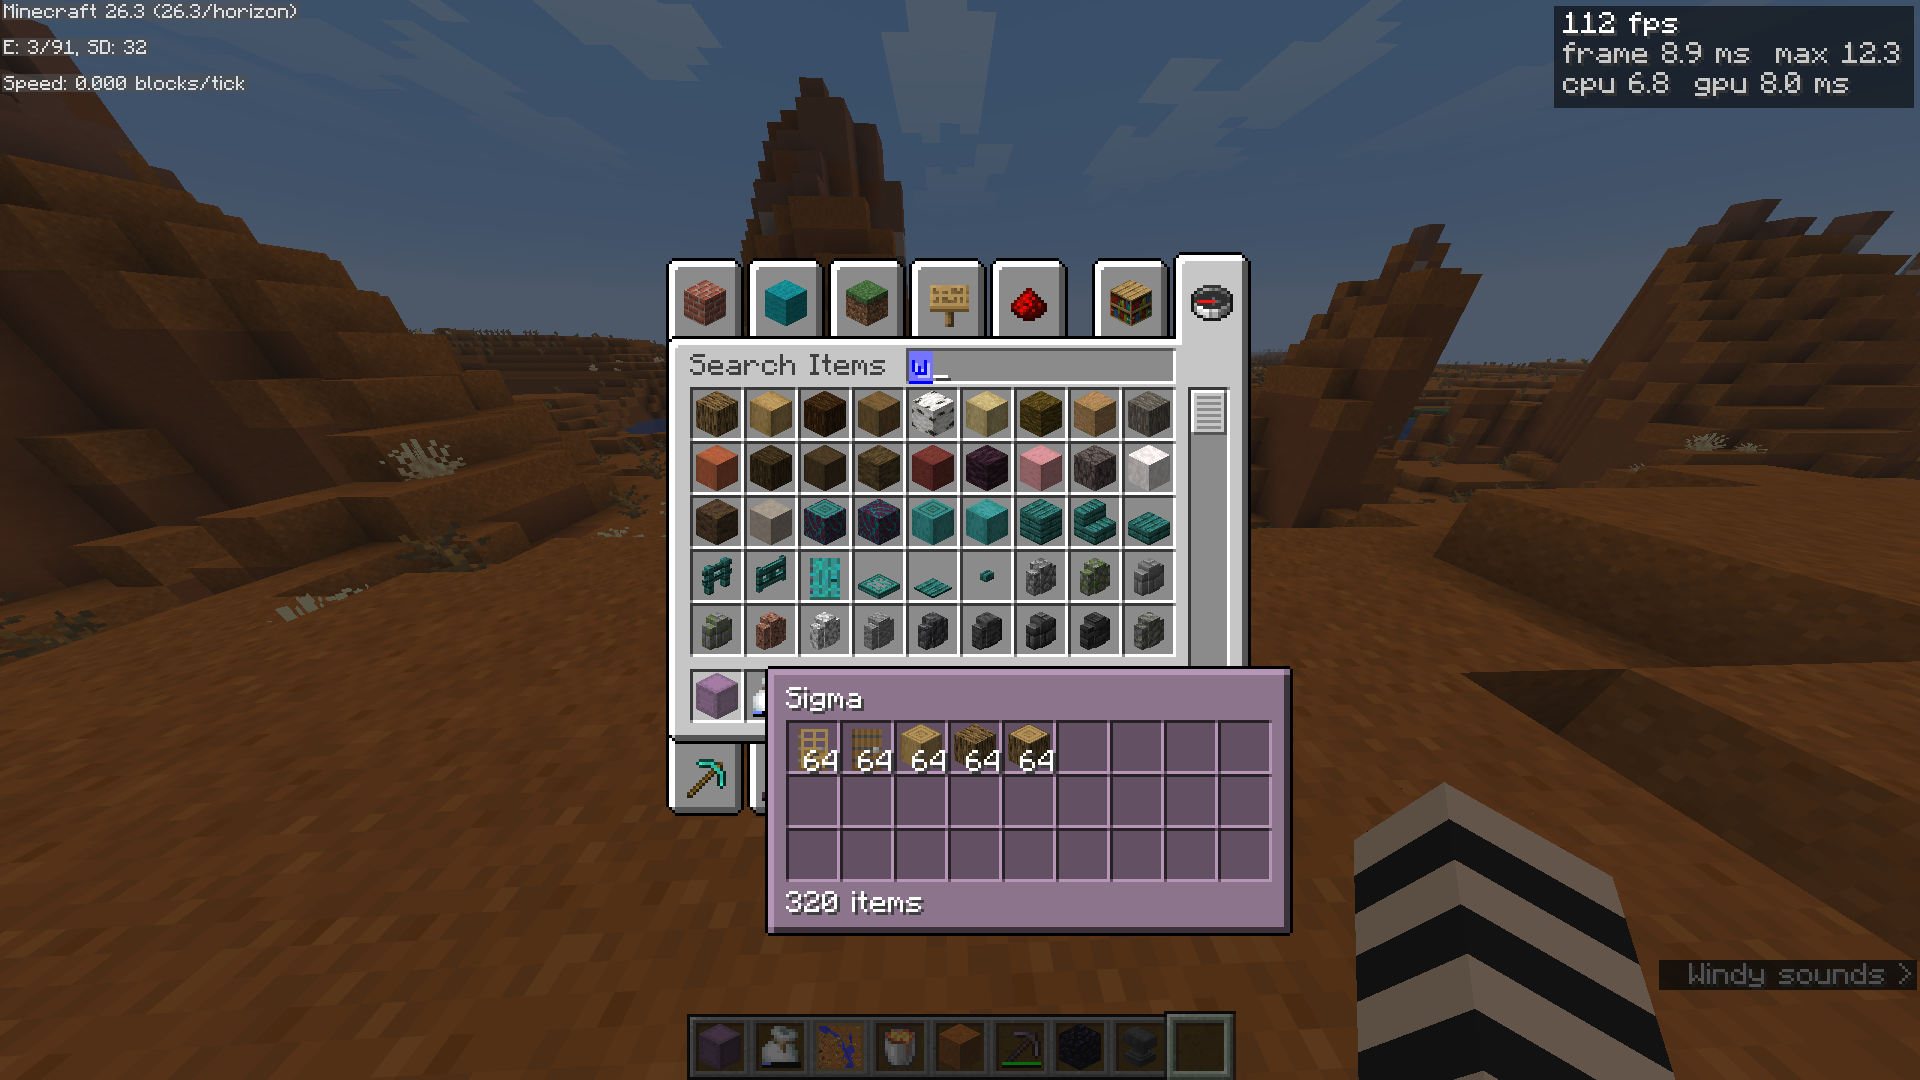 Minecraft 26.3 (26.3/horizon)
E: 3/91, SD: 32
Speed: 0.000 blocks/tick
112 fps
frame 8.9 ms max 12.3
cpu 6.8 gpu 8.0 ms
Search Items w_
Sigma
64 64 64 64 64
320 items
Windy sounds >